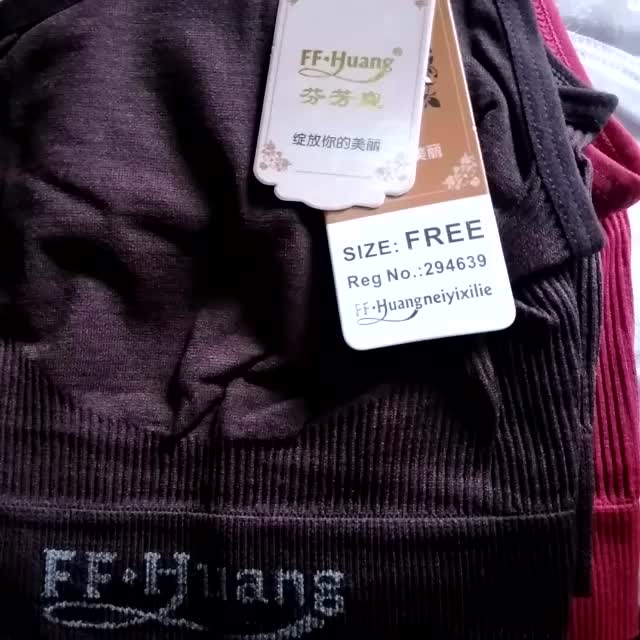 FF·Huang®
芬芳凰
绽放你的美丽
美丽
SIZE: FREE
Reg No.:294639
FF·Huangneiyixilie
FF·Huang